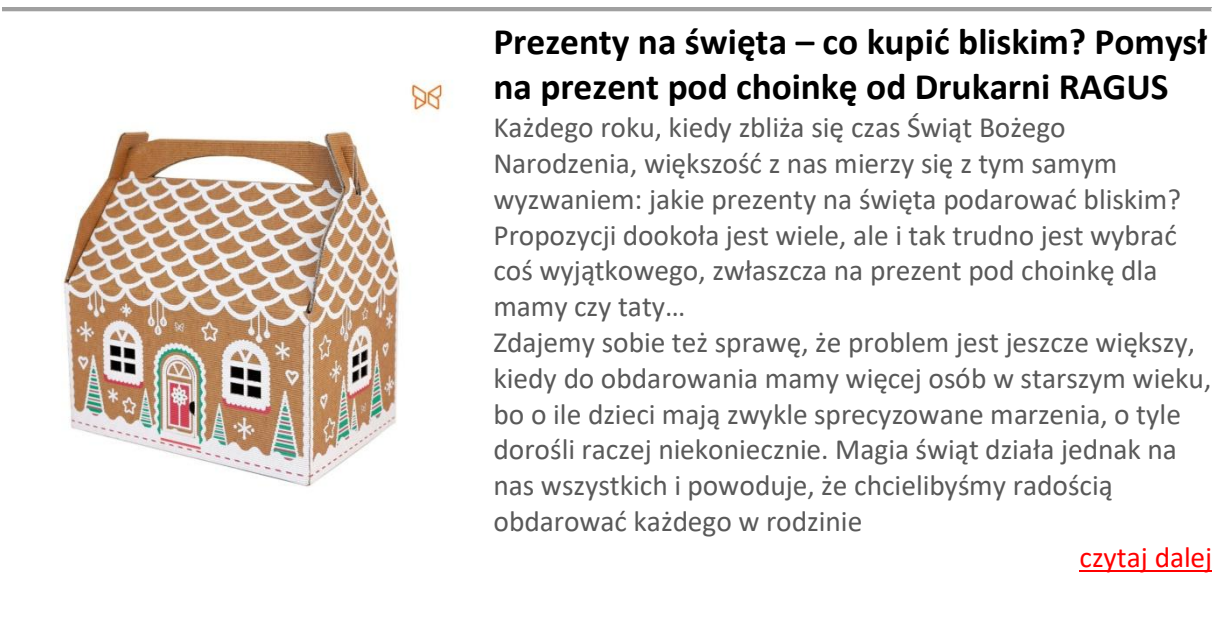 Prezenty na święta – co kupić bliskim? Pomysł
na prezent pod choinkę od Drukarni RAGUS
Każdego roku, kiedy zbliża się czas Świąt Bożego
Narodzenia, większość z nas mierzy się z tym samym
wyzwaniem: jakie prezenty na święta podarować bliskim?
Propozycji dookoła jest wiele, ale i tak trudno jest wybrać
coś wyjątkowego, zwłaszcza na prezent pod choinkę dla
mamy czy taty…
Zdajemy sobie też sprawę, że problem jest jeszcze większy,
kiedy do obdarowania mamy więcej osób w starszym wieku,
bo o ile dzieci mają zwykle sprecyzowane marzenia, o tyle
dorośli raczej niekoniecznie. Magia świąt działa jednak na
nas wszystkich i powoduje, że chcielibyśmy radością
obdarować każdego w rodzinie
czytaj dalej